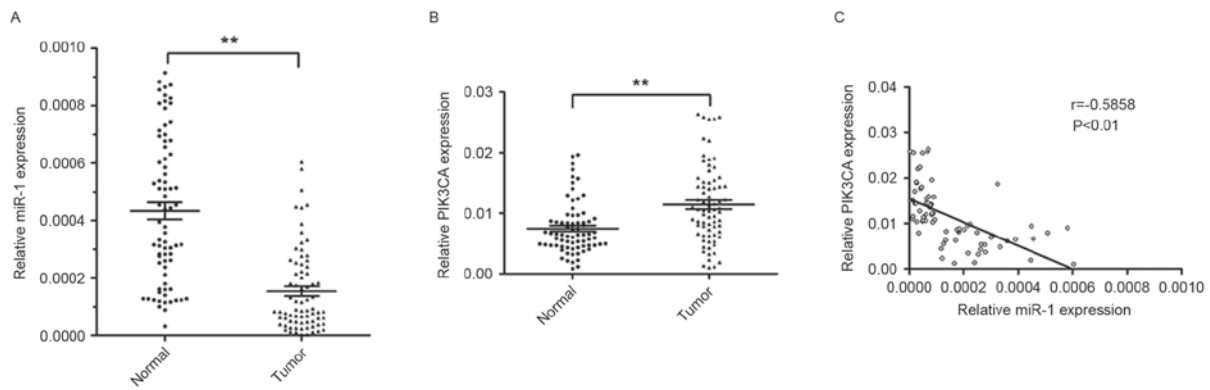 A
Relative miR-1 expression
0.0010
0.0008
0.0006
0.0004
0.0002
0.0000
**
Normal
Tumor
B
Relative PIK3CA expression
0.03
0.02
0.01
0.00
**
Normal
Tumor
C
Relative PIK3CA expression
0.04
0.03
0.02
0.01
0.00
r=-0.5858
P<0.01
0.0000 0.0002 0.0004 0.0006 0.0008 0.0010
Relative miR-1 expression